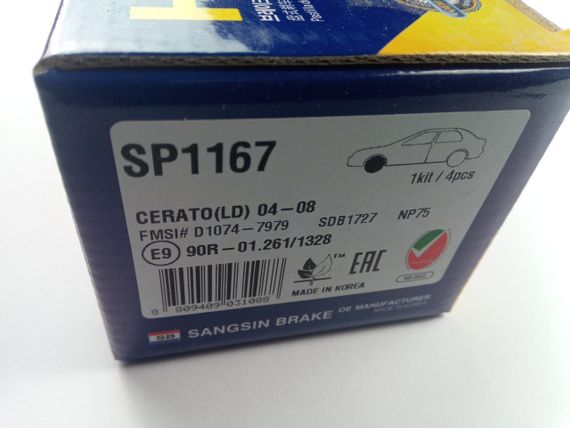 SP1167
1kit / 4pcs
CERATO(LD) 04-08
FMSI# D1074-7979 SDB1727 NP75
E9 90R-01.261/1328
™
EAC
8 809409 031088
MADE IN KOREA
SB SANGSIN BRAKE OE MANUFACTURER
MADE IN KOREA